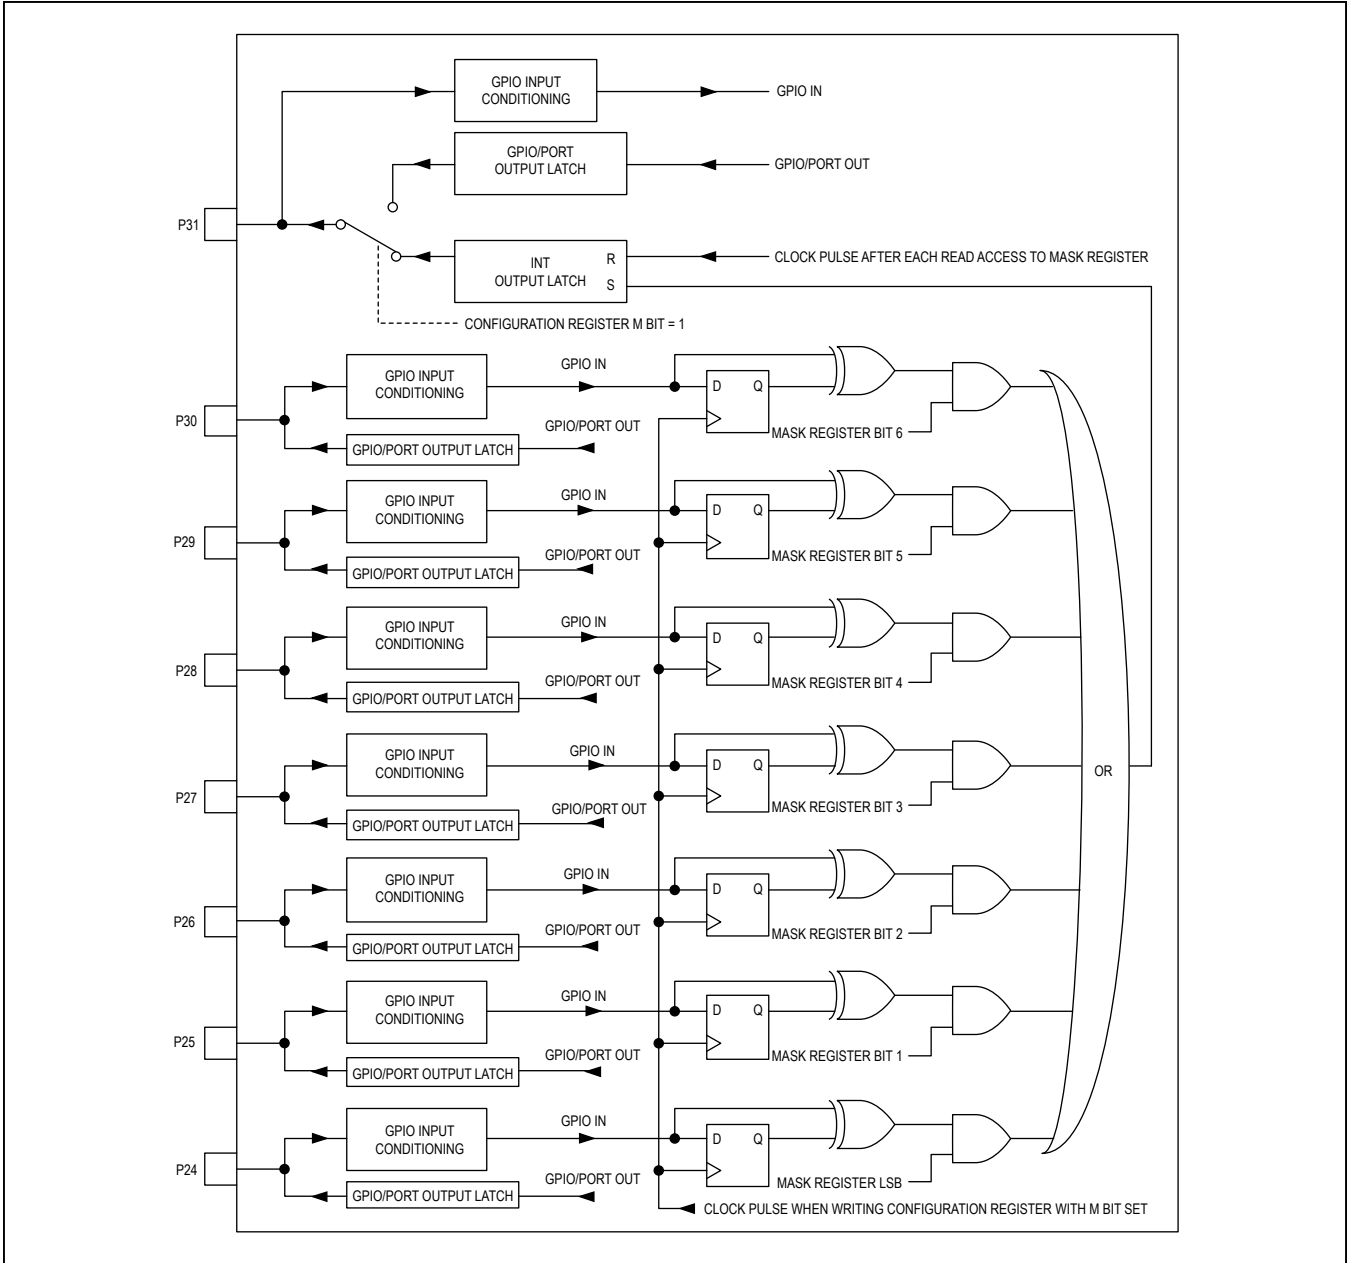 GPIO INPUT
CONDITIONING
GPIO IN
GPIO/PORT
OUTPUT LATCH
GPIO/PORT OUT
P31
INT
OUTPUT LATCH
R
S
CLOCK PULSE AFTER EACH READ ACCESS TO MASK REGISTER
CONFIGURATION REGISTER M BIT = 1
P30
GPIO INPUT
CONDITIONING
GPIO IN
GPIO/PORT OUTPUT LATCH
GPIO/PORT OUT
D Q
MASK REGISTER BIT 6
P29
GPIO INPUT
CONDITIONING
GPIO IN
GPIO/PORT OUTPUT LATCH
GPIO/PORT OUT
D Q
MASK REGISTER BIT 5
P28
GPIO INPUT
CONDITIONING
GPIO IN
GPIO/PORT OUTPUT LATCH
GPIO/PORT OUT
D Q
MASK REGISTER BIT 4
P27
GPIO INPUT
CONDITIONING
GPIO IN
GPIO/PORT OUTPUT LATCH
GPIO/PORT OUT
D Q
MASK REGISTER BIT 3
OR
P26
GPIO INPUT
CONDITIONING
GPIO IN
GPIO/PORT OUTPUT LATCH
GPIO/PORT OUT
D Q
MASK REGISTER BIT 2
P25
GPIO INPUT
CONDITIONING
GPIO IN
GPIO/PORT OUTPUT LATCH
GPIO/PORT OUT
D Q
MASK REGISTER BIT 1
P24
GPIO INPUT
CONDITIONING
GPIO IN
GPIO/PORT OUTPUT LATCH
GPIO/PORT OUT
D Q
MASK REGISTER LSB
CLOCK PULSE WHEN WRITING CONFIGURATION REGISTER WITH M BIT SET